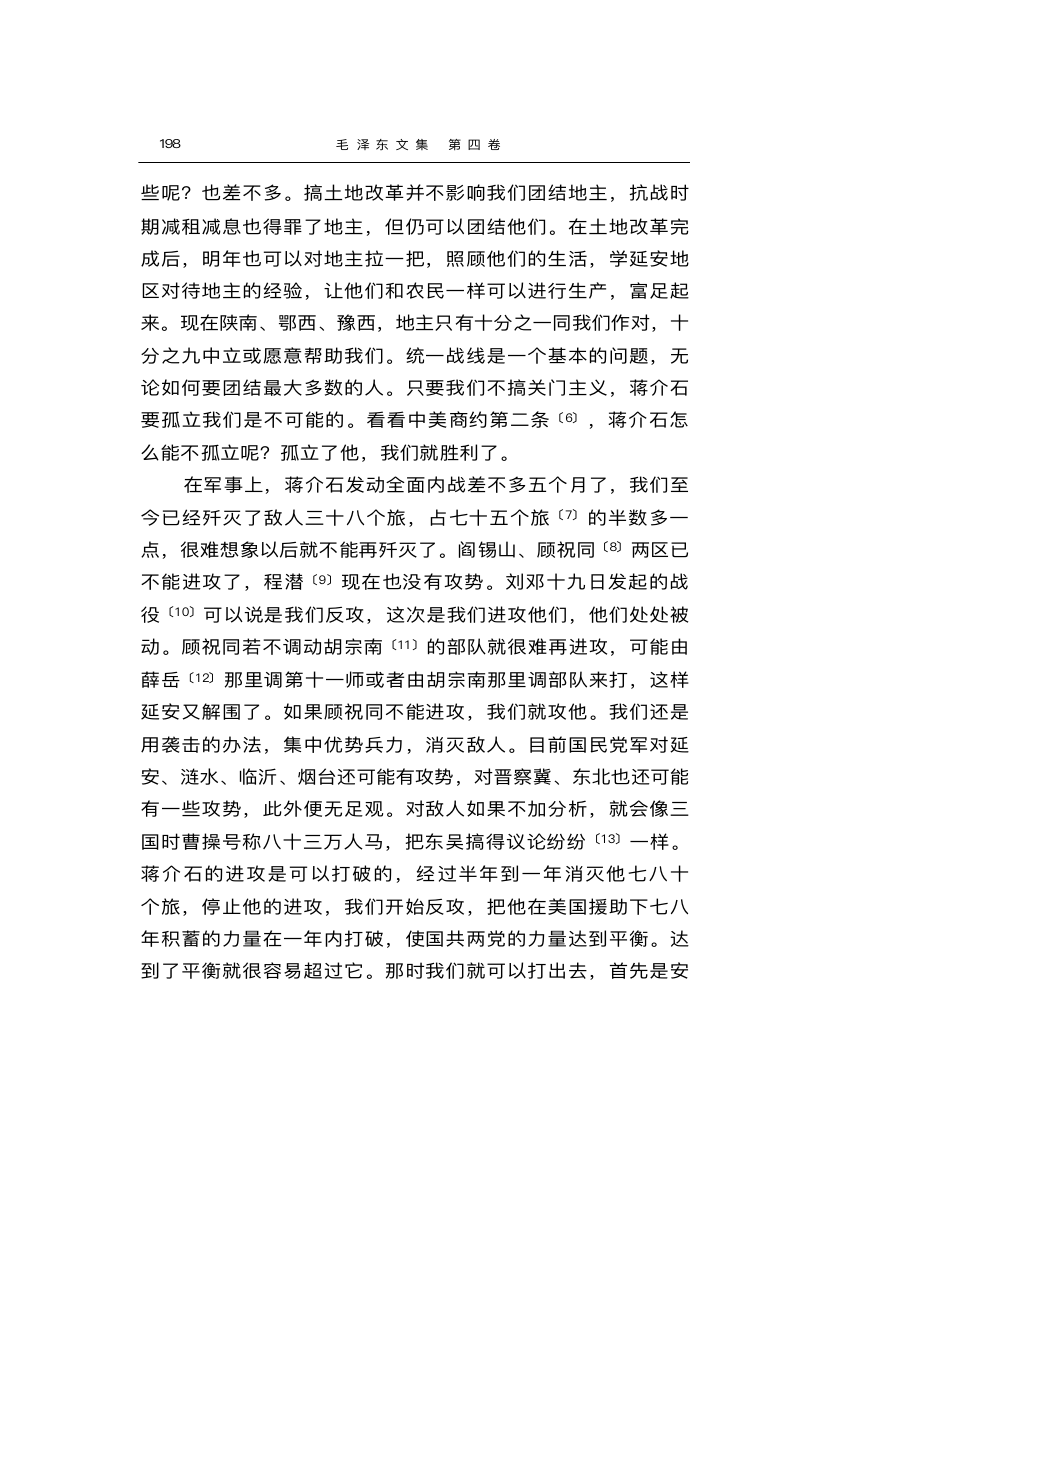 198 毛泽东文集 第四卷
些呢？也差不多。搞土地改革并不影响我们团结地主，抗战时
期减租减息也得罪了地主，但仍可以团结他们。在土地改革完
成后，明年也可以对地主拉一把，照顾他们的生活，学延安地
区对待地主的经验，让他们和农民一样可以进行生产，富足起
来。现在陕南、鄂西、豫西，地主只有十分之一同我们作对，十
分之九中立或愿意帮助我们。统一战线是一个基本的问题，无
论如何要团结最大多数的人。只要我们不搞关门主义，蒋介石
要孤立我们是不可能的。看看中美商约第二条〔6〕，蒋介石怎
么能不孤立呢？孤立了他，我们就胜利了。
在军事上，蒋介石发动全面内战差不多五个月了，我们至
今已经歼灭了敌人三十八个旅，占七十五个旅〔7〕的半数多一
点，很难想象以后就不能再歼灭了。阎锡山、顾祝同〔8〕两区已
不能进攻了，程潜〔9〕现在也没有攻势。刘邓十九日发起的战
役〔10〕可以说是我们反攻，这次是我们进攻他们，他们处处被
动。顾祝同若不调动胡宗南〔11〕的部队就很难再进攻，可能由
薛岳〔12〕那里调第十一师或者由胡宗南那里调部队来打，这样
延安又解围了。如果顾祝同不能进攻，我们就攻他。我们还是
用袭击的办法，集中优势兵力，消灭敌人。目前国民党军对延
安、涟水、临沂、烟台还可能有攻势，对晋察冀、东北也还可能
有一些攻势，此外便无足观。对敌人如果不加分析，就会像三
国时曹操号称八十三万人马，把东吴搞得议论纷纷〔13〕一样。
蒋介石的进攻是可以打破的，经过半年到一年消灭他七八十
个旅，停止他的进攻，我们开始反攻，把他在美国援助下七八
年积蓄的力量在一年内打破，使国共两党的力量达到平衡。达
到了平衡就很容易超过它。那时我们就可以打出去，首先是安